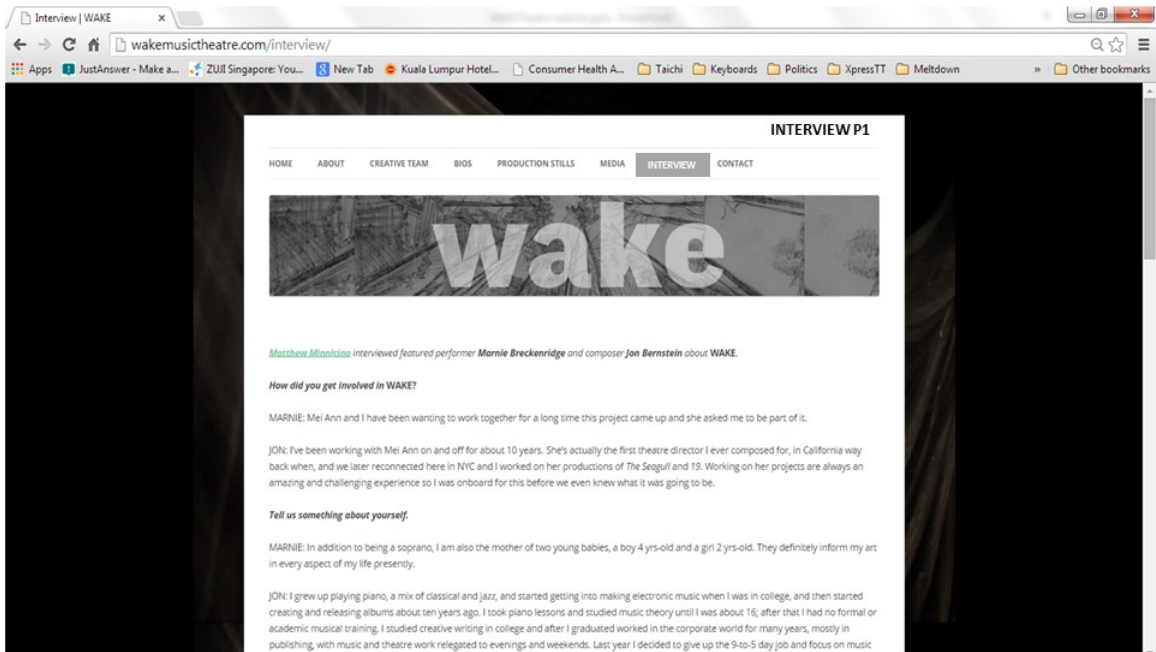 Interview | WAKE
wakemusictheatre.com/interview/
Apps JustAnswer - Make a... ZUJI Singapore: You... New Tab Kuala Lumpur Hotel... Consumer Health A... Taichi Keyboards Politics XpressTT Meltdown » Other bookmarks
INTERVIEW P1
HOME ABOUT CREATIVE TEAM BIOS PRODUCTION STILLS MEDIA INTERVIEW CONTACT
wake
Matthew Minnicino interviewed featured performer Marnie Breckenridge and composer Jon Bernstein about WAKE.
How did you get involved in WAKE?
MARNIE: Mei Ann and I have been wanting to work together for a long time this project came up and she asked me to be part of it.
JON: I've been working with Mei Ann on and off for about 10 years. She's actually the first theatre director I ever composed for, in California way
back when, and we later reconnected here in NYC and I worked on her productions of The Seagull and 19. Working on her projects are always an
amazing and challenging experience so I was onboard for this before we even knew what it was going to be.
Tell us something about yourself.
MARNIE: In addition to being a soprano, I am also the mother of two young babies, a boy 4 yrs-old and a girl 2 yrs-old. They definitely inform my art
in every aspect of my life presently.
JON: I grew up playing piano, a mix of classical and jazz, and started getting into making electronic music when I was in college, and then started
creating and releasing albums about ten years ago. I took piano lessons and studied music theory until I was about 16; after that I had no formal or
academic musical training. I studied creative writing in college and after I graduated worked in the corporate world for many years, mostly in
publishing, with music and theatre work relegated to evenings and weekends. Last year I decided to give up the 9-to-5 day job and focus on music